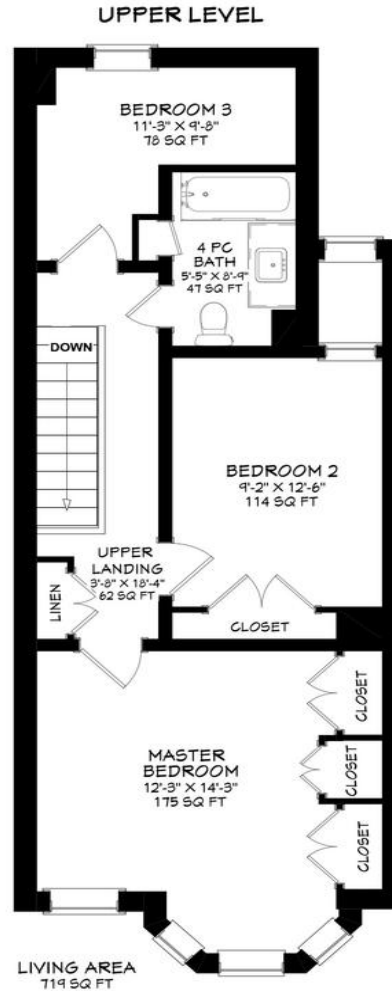 UPPER LEVEL
BEDROOM 3
11'-3" X 9'-8"
78 SQ FT
4 PC
BATH
5'-5" X 8'-9"
47 SQ FT
DOWN
BEDROOM 2
9'-2" X 12'-6"
114 SQ FT
UPPER
LANDING
3'-8" X 18'-4"
62 SQ FT
LINEN
CLOSET
CLOSET
MASTER
BEDROOM
12'-3" X 14'-3"
175 SQ FT
CLOSET
CLOSET
LIVING AREA
719 SQ FT